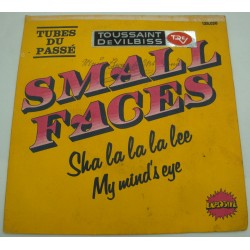 TUBES
DU
PASSÉ
TOUSSAINT
DEVILBISS
SMALL
FACES
Sha la la la lee
My mind's eye